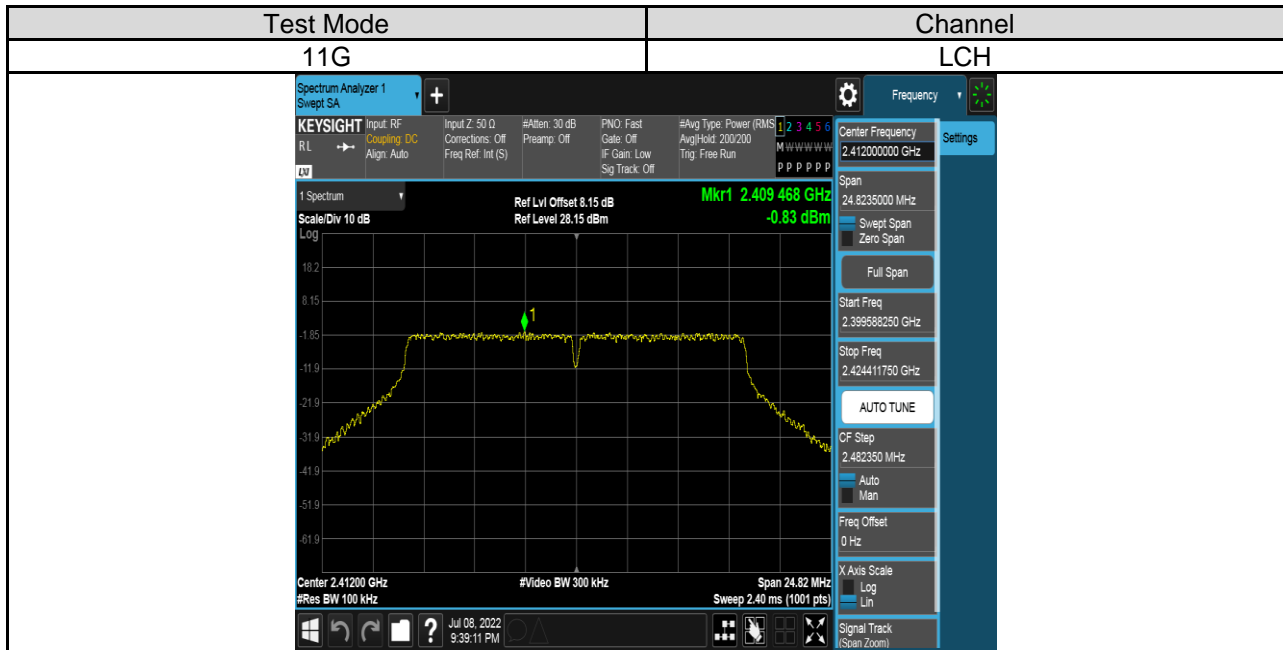 Test Mode Channel
11G LCH
Spectrum Analyzer 1
Swept SA
Frequency
KEYSIGHT
RL
LXI
Input: RF
Coupling: DC
Align: Auto
Input Z: 50 Ω
Corrections: Off
Freq Ref: Int (S)
#Atten: 30 dB
Preamp: Off
PNO: Fast
Gate: Off
IF Gain: Low
Sig Track: Off
#Avg Type: Power (RMS
Avg|Hold: 200/200
Trig: Free Run
1 2 3 4 5 6
M W W W W W
P P P P P P
1 Spectrum
Scale/Div 10 dB
Log
Ref Lvl Offset 8.15 dB
Ref Level 28.15 dBm
Mkr1 2.409 468 GHz
-0.83 dBm
18.2
8.15
1
-1.85
-11.9
-21.9
-31.9
-41.9
-51.9
-61.9
Center 2.41200 GHz
#Res BW 100 kHz
#Video BW 300 kHz
Span 24.82 MHz
Sweep 2.40 ms (1001 pts)
Center Frequency
2.412000000 GHz
Settings
Span
24.8235000 MHz
Swept Span
Zero Span
Full Span
Start Freq
2.399588250 GHz
Stop Freq
2.424411750 GHz
AUTO TUNE
CF Step
2.482350 MHz
Auto
Man
Freq Offset
0 Hz
X Axis Scale
Log
Lin
Signal Track
(Span Zoom)
Jul 08, 2022
9:39:11 PM